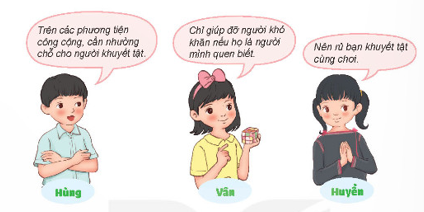 Trên các phương tiện
công cộng, cần nhường
chỗ cho người khuyết tật.
Chỉ giúp đỡ người khó
khăn nếu họ là người
mình quen biết.
Nên rủ bạn khuyết tật
cùng chơi.
Hùng
Vân
Huyền